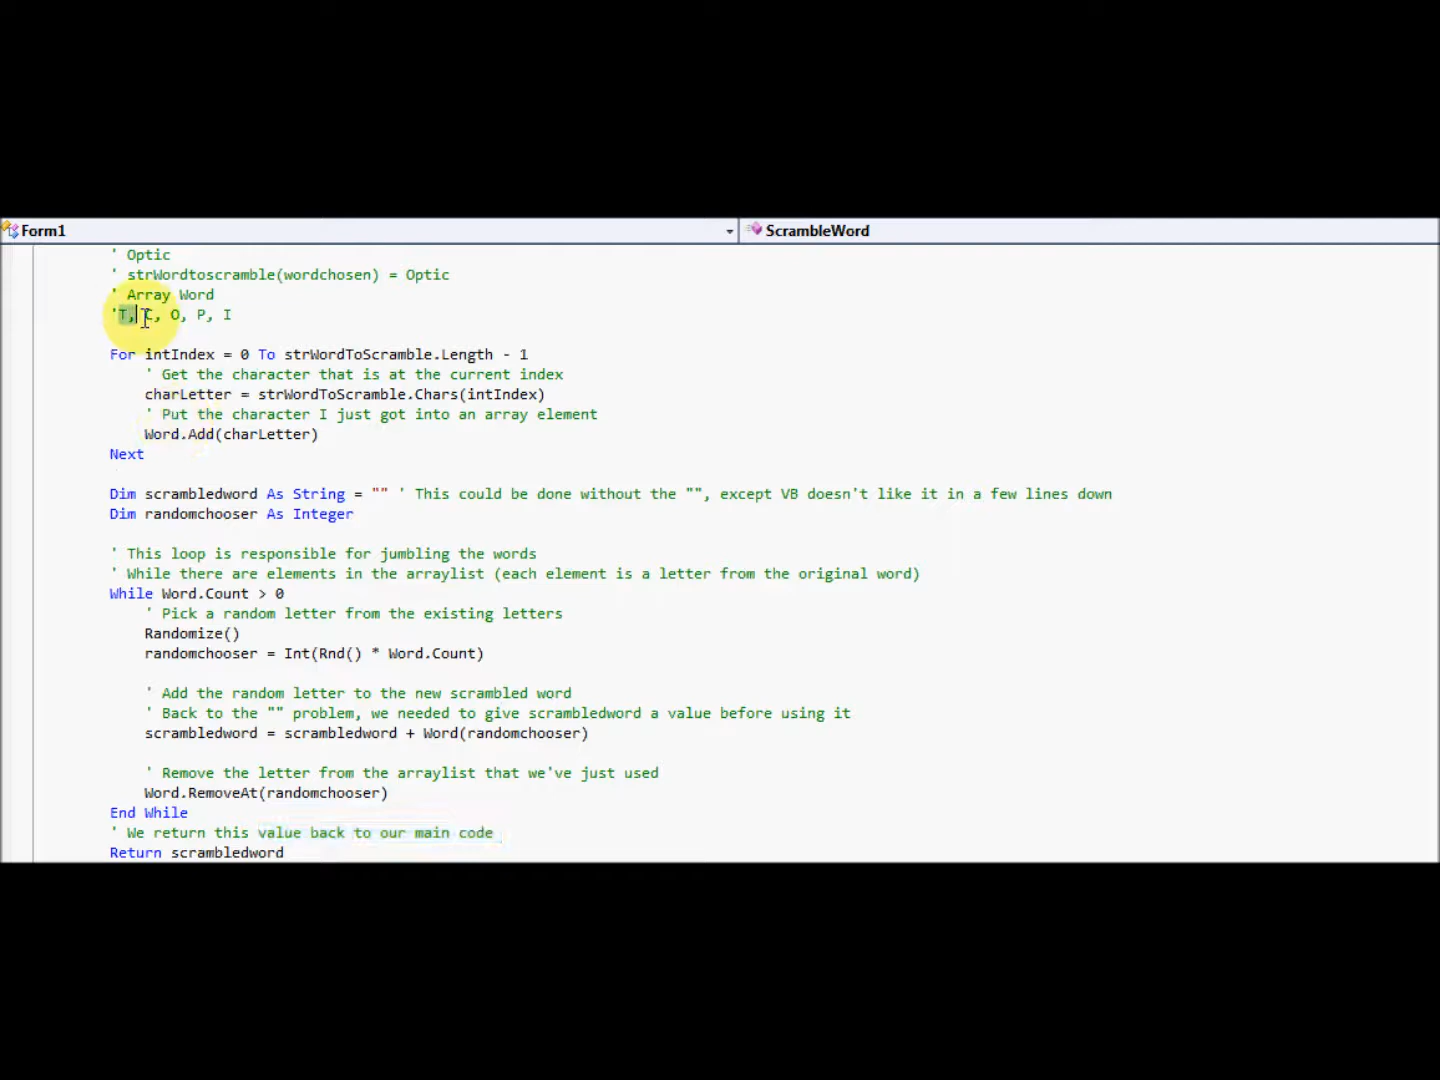 Form1
ScrambleWord
' Optic
' strWordtoscramble(wordchosen) = Optic
' Array Word
'T, C, O, P, I
For intIndex = 0 To strWordToScramble.Length - 1
' Get the character that is at the current index
charLetter = strWordToScramble.Chars(intIndex)
' Put the character I just got into an array element
Word.Add(charLetter)
Next
Dim scrambledword As String = "" ' This could be done without the "", except VB doesn't like it in a few lines down
Dim randomchooser As Integer
' This loop is responsible for jumbling the words
' While there are elements in the arraylist (each element is a letter from the original word)
While Word.Count > 0
' Pick a random letter from the existing letters
Randomize()
randomchooser = Int(Rnd() * Word.Count)
' Add the random letter to the new scrambled word
' Back to the "" problem, we needed to give scrambledword a value before using it
scrambledword = scrambledword + Word(randomchooser)
' Remove the letter from the arraylist that we've just used
Word.RemoveAt(randomchooser)
End While
' We return this value back to our main code
Return scrambledword